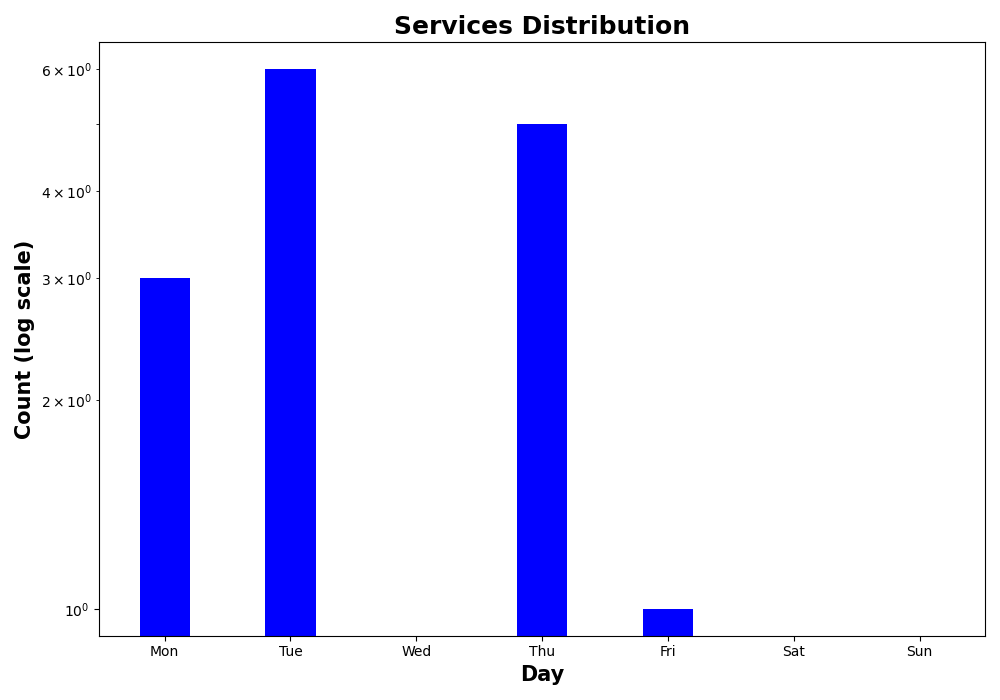 Services Distribution
6 × 10⁰
4 × 10⁰
3 × 10⁰
2 × 10⁰
10⁰
Count (log scale)
Mon Tue Wed Thu Fri Sat Sun
Day